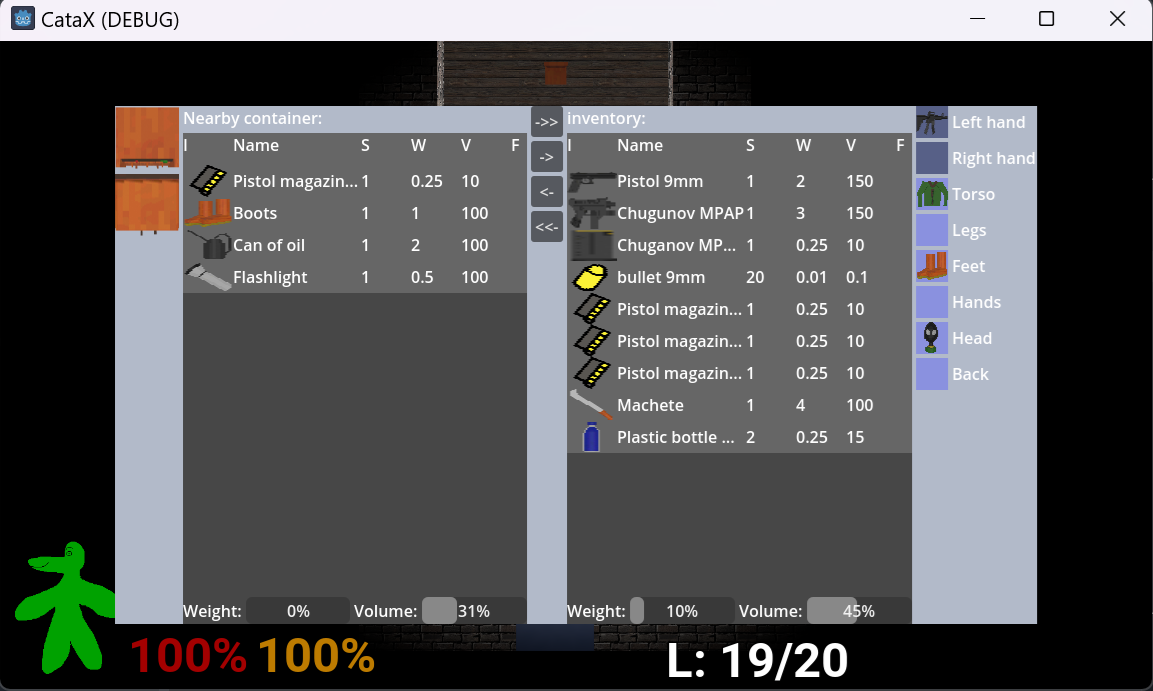 CataX (DEBUG)
Nearby container:
I Name S W V F
Pistol magazin... 1 0.25 10
Boots 1 1 100
Can of oil 1 2 100
Flashlight 1 0.5 100
Weight: 0% Volume: 31%
->>
->
<-
<<-
inventory:
I Name S W V F
Pistol 9mm 1 2 150
Chugunov MPAP 1 3 150
Chuganov MP... 1 0.25 10
bullet 9mm 20 0.01 0.1
Pistol magazin... 1 0.25 10
Pistol magazin... 1 0.25 10
Pistol magazin... 1 0.25 10
Machete 1 4 100
Plastic bottle ... 2 0.25 15
Weight: 10% Volume: 45%
Left hand
Right hand
Torso
Legs
Feet
Hands
Head
Back
100% 100%
L: 19/20